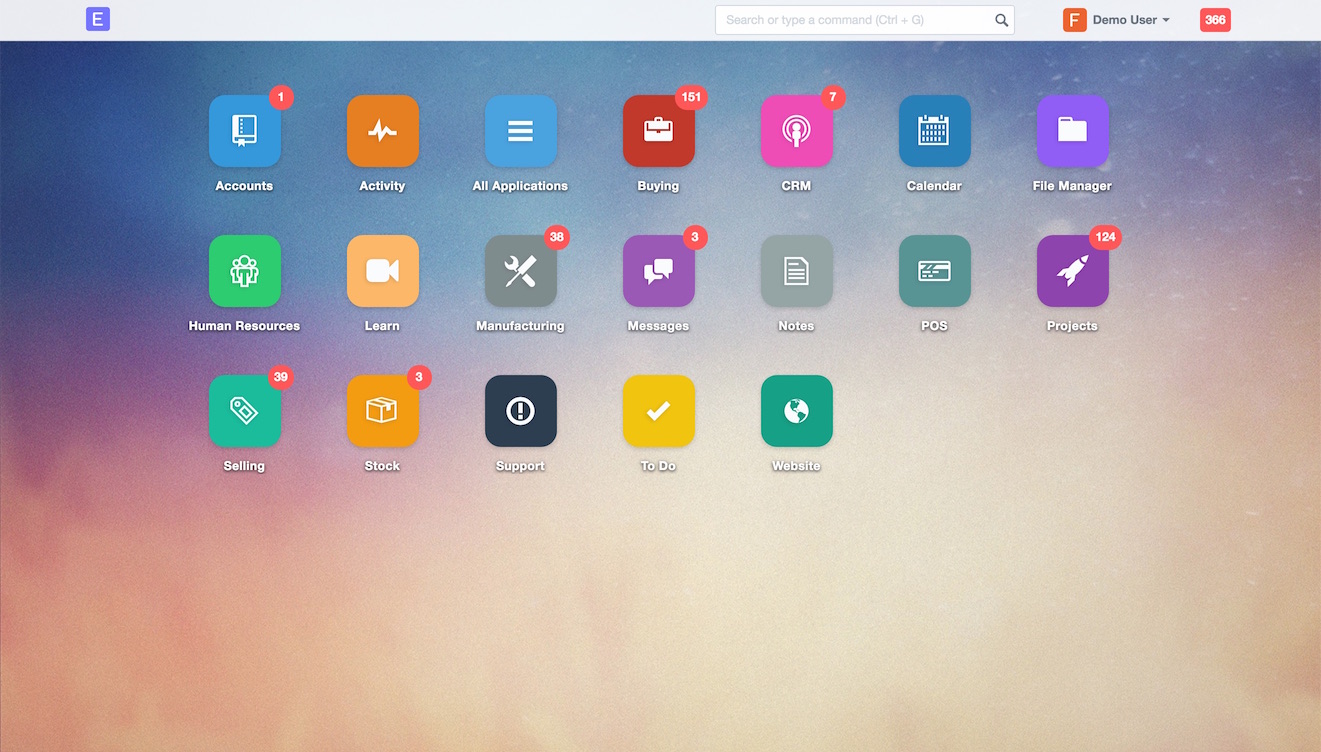 E
Search or type a command (Ctrl + G)
F
Demo User
366
1
151
7
Accounts
Activity
All Applications
Buying
CRM
Calendar
File Manager
38
3
124
Human Resources
Learn
Manufacturing
Messages
Notes
POS
Projects
39
3
Selling
Stock
Support
To Do
Website